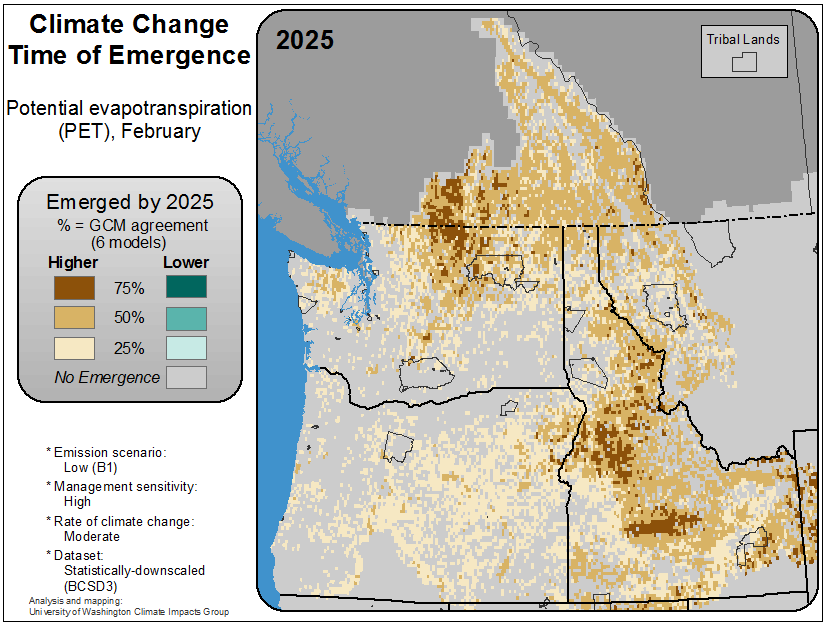 Climate Change
Time of Emergence
Potential evapotranspiration
(PET), February
Emerged by 2025
% = GCM agreement
(6 models)
Higher Lower
75%
50%
25%
No Emergence
* Emission scenario:
Low (B1)
* Management sensitivity:
High
* Rate of climate change:
Moderate
* Dataset:
Statistically-downscaled
(BCSD3)
Analysis and mapping:
University of Washington Climate Impacts Group
2025
Tribal Lands